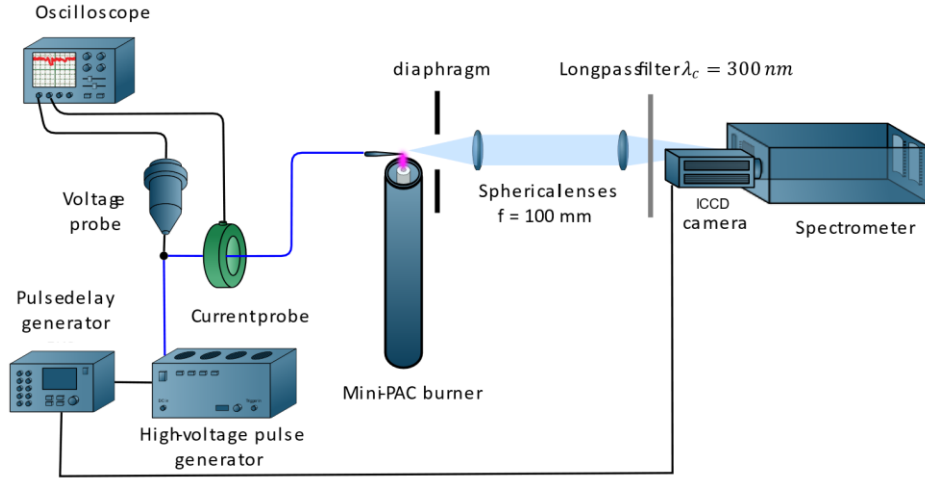 Oscilloscope
diaphragm
Longpassfilter λc = 300 nm
Voltage
probe
Sphericalenses
f = 100 mm
ICCD
camera
Spectrometer
Pulsedelay
generator
Currentprobe
Mini-PAC burner
High-voltage pulse
generator